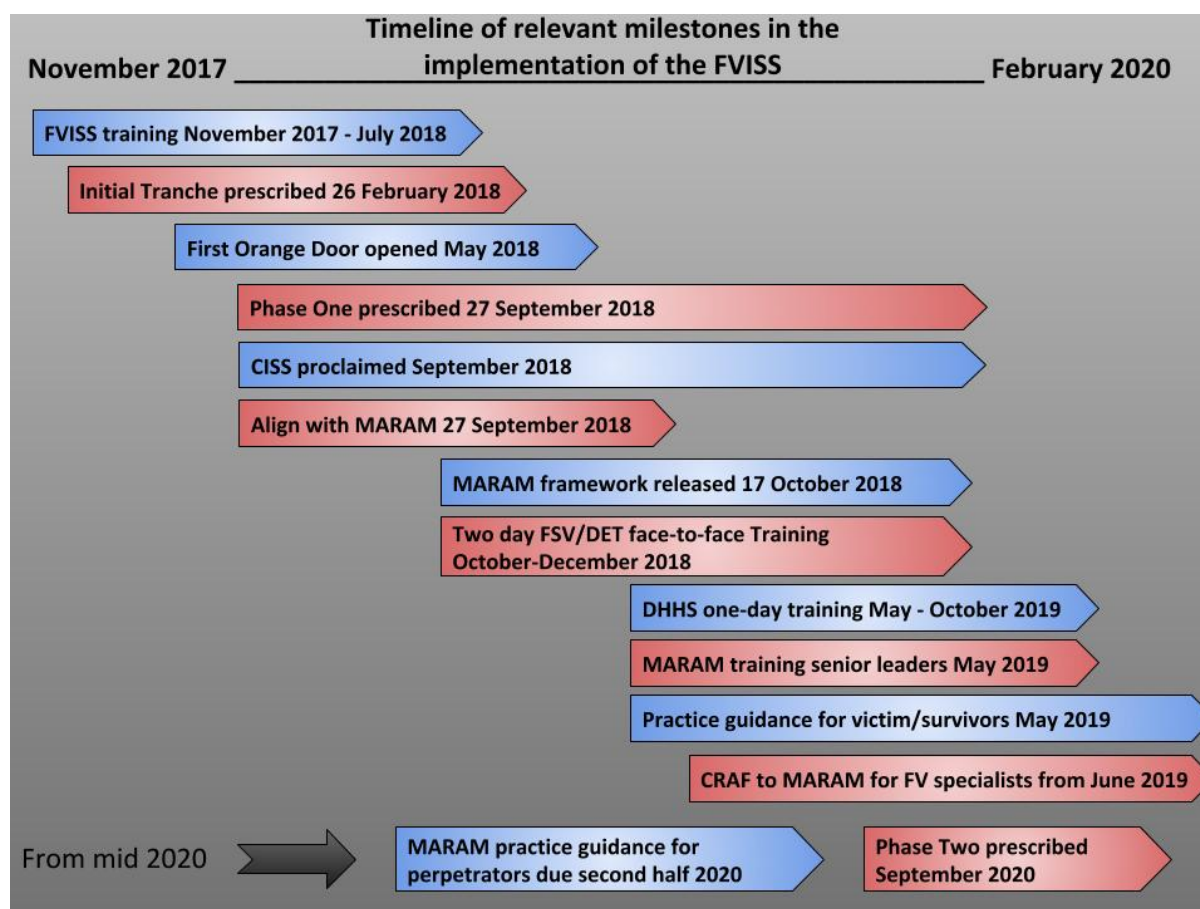 Timeline of relevant milestones in the
implementation of the FVISS
November 2017 February 2020
FVISS training November 2017 - July 2018
Initial Tranche prescribed 26 February 2018
First Orange Door opened May 2018
Phase One prescribed 27 September 2018
CISS proclaimed September 2018
Align with MARAM 27 September 2018
MARAM framework released 17 October 2018
Two day FSV/DET face-to-face Training
October-December 2018
DHHS one-day training May - October 2019
MARAM training senior leaders May 2019
Practice guidance for victim/survivors May 2019
CRAF to MARAM for FV specialists from June 2019
From mid 2020
MARAM practice guidance for
perpetrators due second half 2020
Phase Two prescribed
September 2020